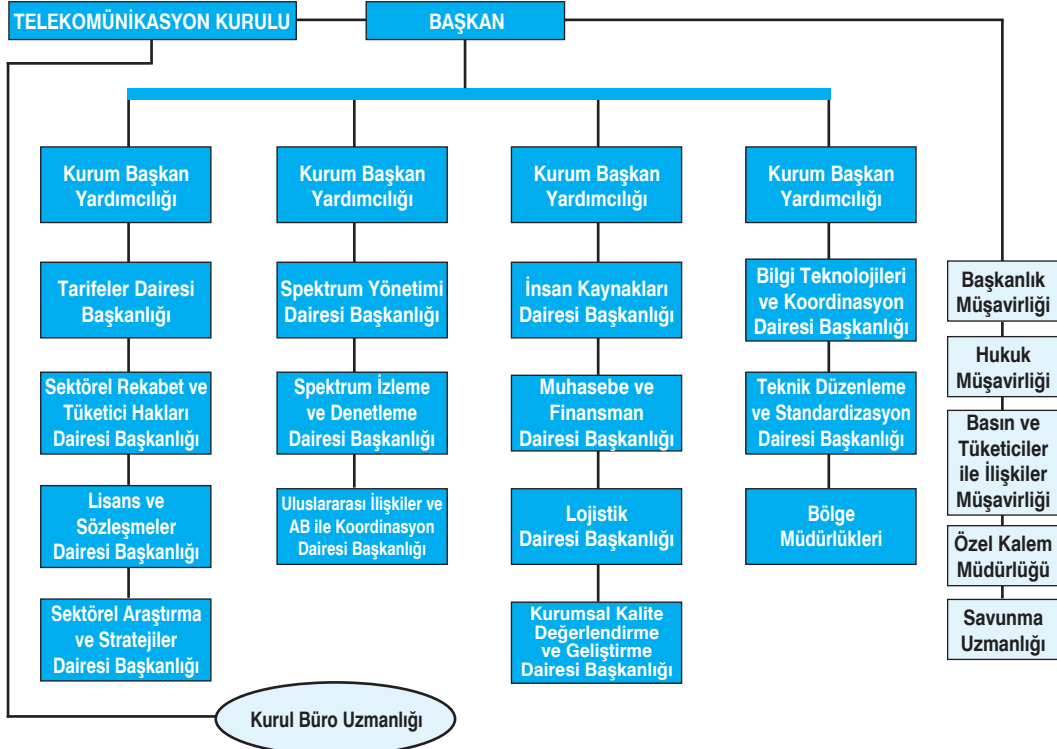 TELEKOMÜNİKASYON KURULU
BAŞKAN
Kurum Başkan
Yardımcılığı
Tarifeler Dairesi
Başkanlığı
Sektörel Rekabet ve
Tüketici Hakları
Dairesi Başkanlığı
Lisans ve
Sözleşmeler
Dairesi Başkanlığı
Sektörel Araştırma
ve Stratejiler
Dairesi Başkanlığı
Kurum Başkan
Yardımcılığı
Spektrum Yönetimi
Dairesi Başkanlığı
Spektrum İzleme
ve Denetleme
Dairesi Başkanlığı
Uluslararası İlişkiler ve
AB ile Koordinasyon
Dairesi Başkanlığı
Kurum Başkan
Yardımcılığı
İnsan Kaynakları
Dairesi Başkanlığı
Muhasebe ve
Finansman
Dairesi Başkanlığı
Lojistik
Dairesi Başkanlığı
Kurumsal Kalite
Değerlendirme
ve Geliştirme
Dairesi Başkanlığı
Kurum Başkan
Yardımcılığı
Bilgi Teknolojileri
ve Koordinasyon
Dairesi Başkanlığı
Teknik Düzenleme
ve Standardizasyon
Dairesi Başkanlığı
Bölge
Müdürlükleri
Başkanlık
Müşavirliği
Hukuk
Müşavirliği
Basın ve
Tüketiciler
ile İlişkiler
Müşavirliği
Özel Kalem
Müdürlüğü
Savunma
Uzmanlığı
Kurul Büro Uzmanlığı